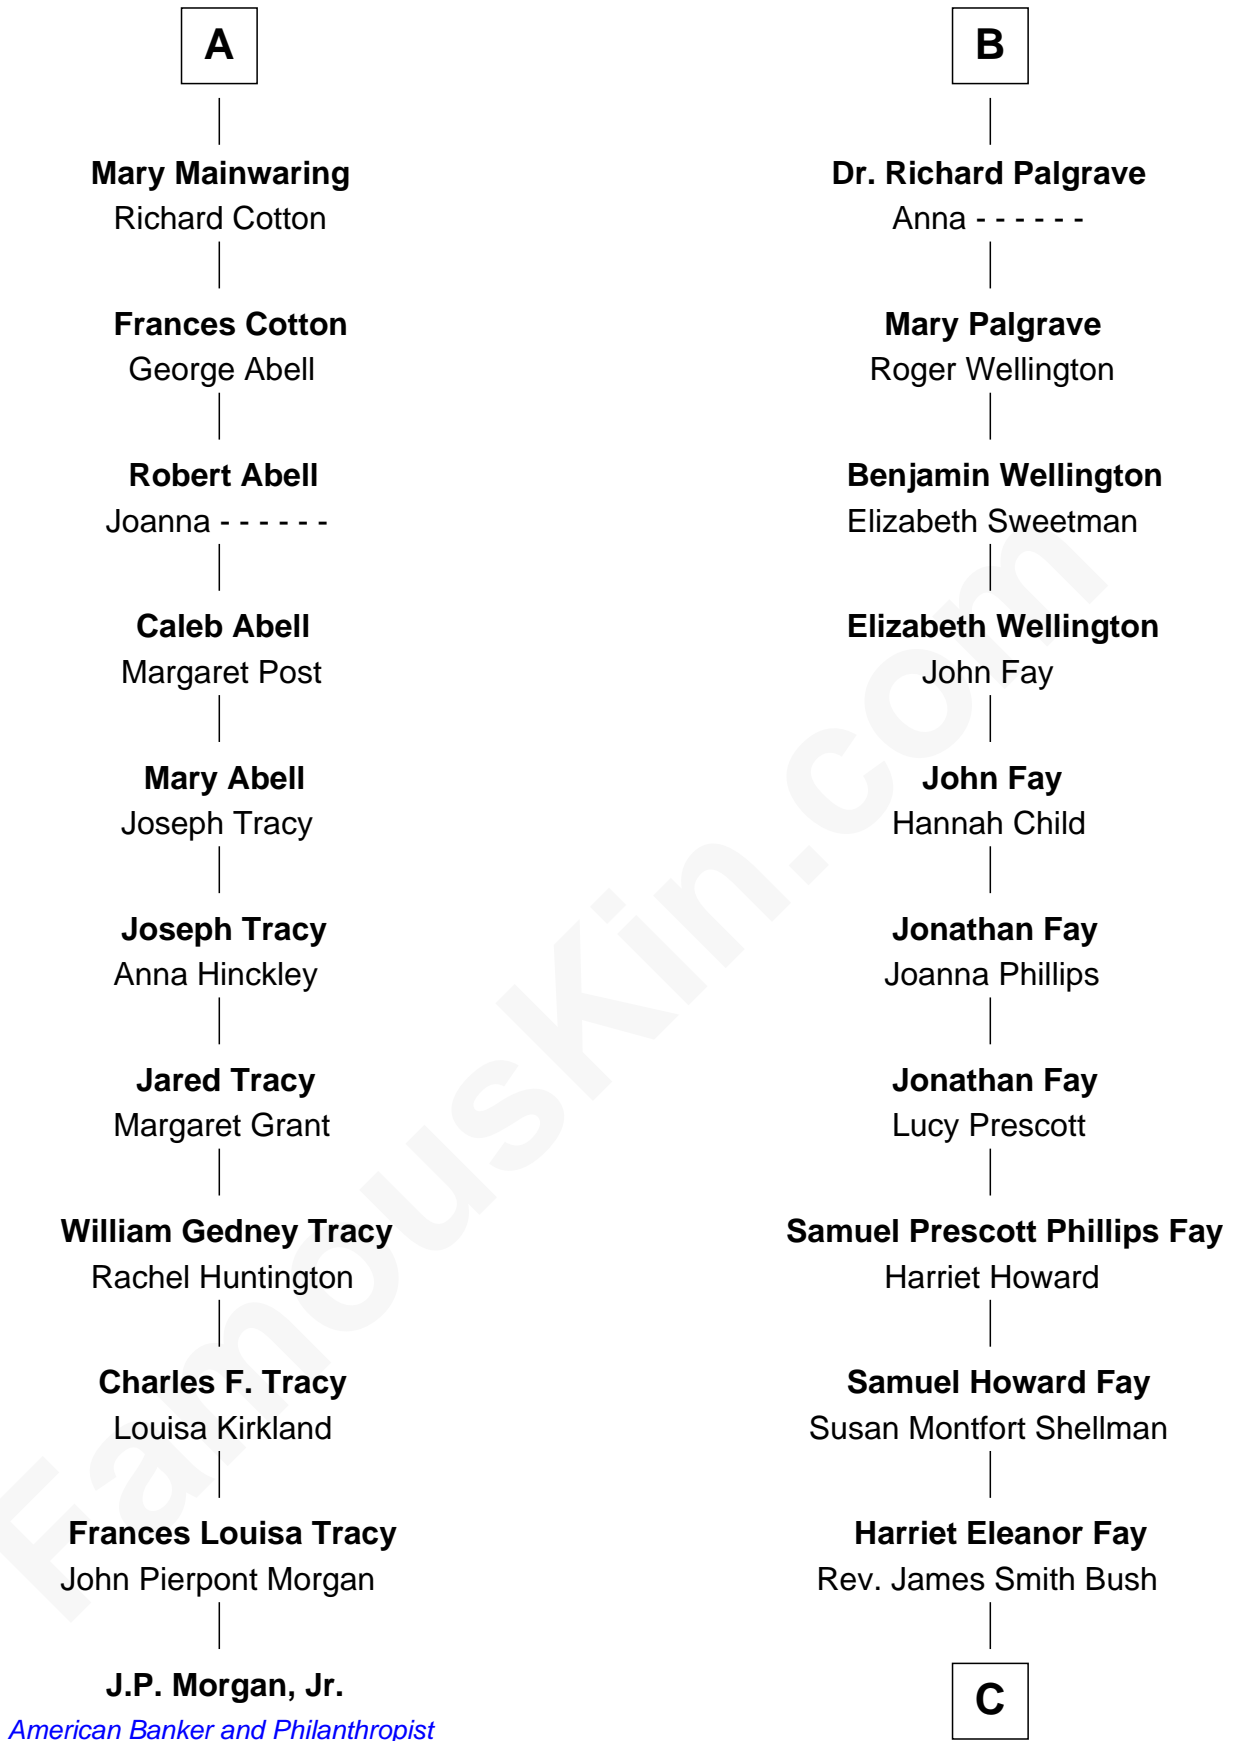 A
Mary Mainwaring
Richard Cotton
Frances Cotton
George Abell
Robert Abell
Joanna - - - - - -
Caleb Abell
Margaret Post
Mary Abell
Joseph Tracy
Joseph Tracy
Anna Hinckley
Jared Tracy
Margaret Grant
William Gedney Tracy
Rachel Huntington
Charles F. Tracy
Louisa Kirkland
Frances Louisa Tracy
John Pierpont Morgan
J.P. Morgan, Jr.
American Banker and Philanthropist
B
Dr. Richard Palgrave
Anna - - - - - -
Mary Palgrave
Roger Wellington
Benjamin Wellington
Elizabeth Sweetman
Elizabeth Wellington
John Fay
John Fay
Hannah Child
Jonathan Fay
Joanna Phillips
Jonathan Fay
Lucy Prescott
Samuel Prescott Phillips Fay
Harriet Howard
Samuel Howard Fay
Susan Montfort Shellman
Harriet Eleanor Fay
Rev. James Smith Bush
C
FamousKin.com